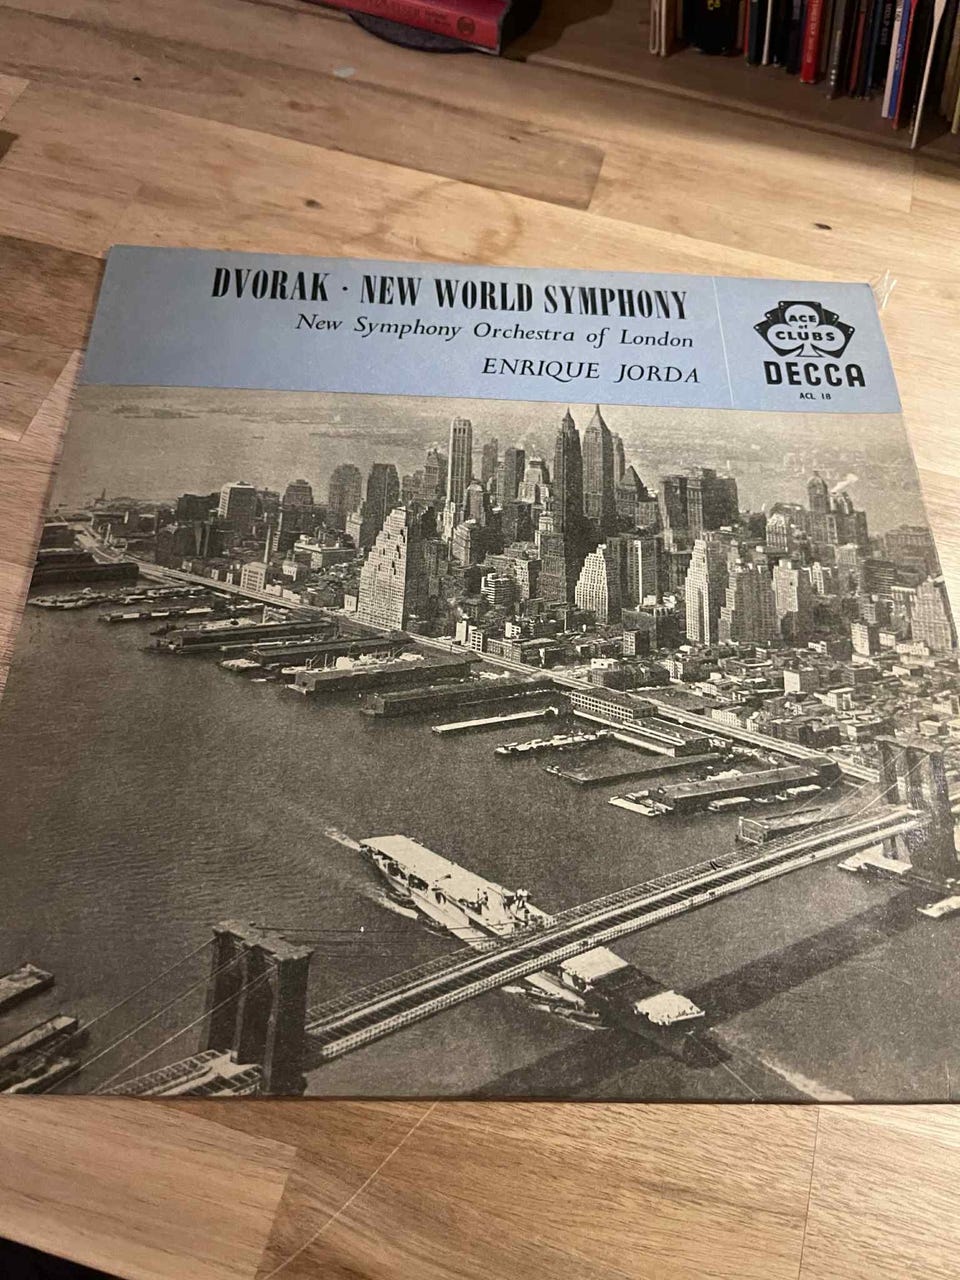 DVORAK · NEW WORLD SYMPHONY
New Symphony Orchestra of London
ENRIQUE JORDA
ACE
of
CLUBS
DECCA
ACL 18